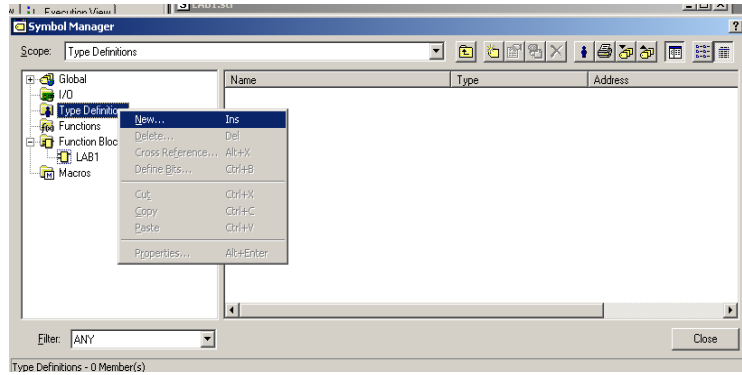 Execution View
LAB1.
Symbol Manager
?
Scope: Type Definitions
Global
I/O
Type Definitio
Functions
Function Bloc
LAB1
Macros
Name Type Address
New... Ins
Delete... Del
Cross Reference... Alt+X
Define Bits... Ctrl+B
Cut Ctrl+X
Copy Ctrl+C
Paste Ctrl+V
Properties... Alt+Enter
Filter: ANY
Close
Type Definitions - 0 Member(s)